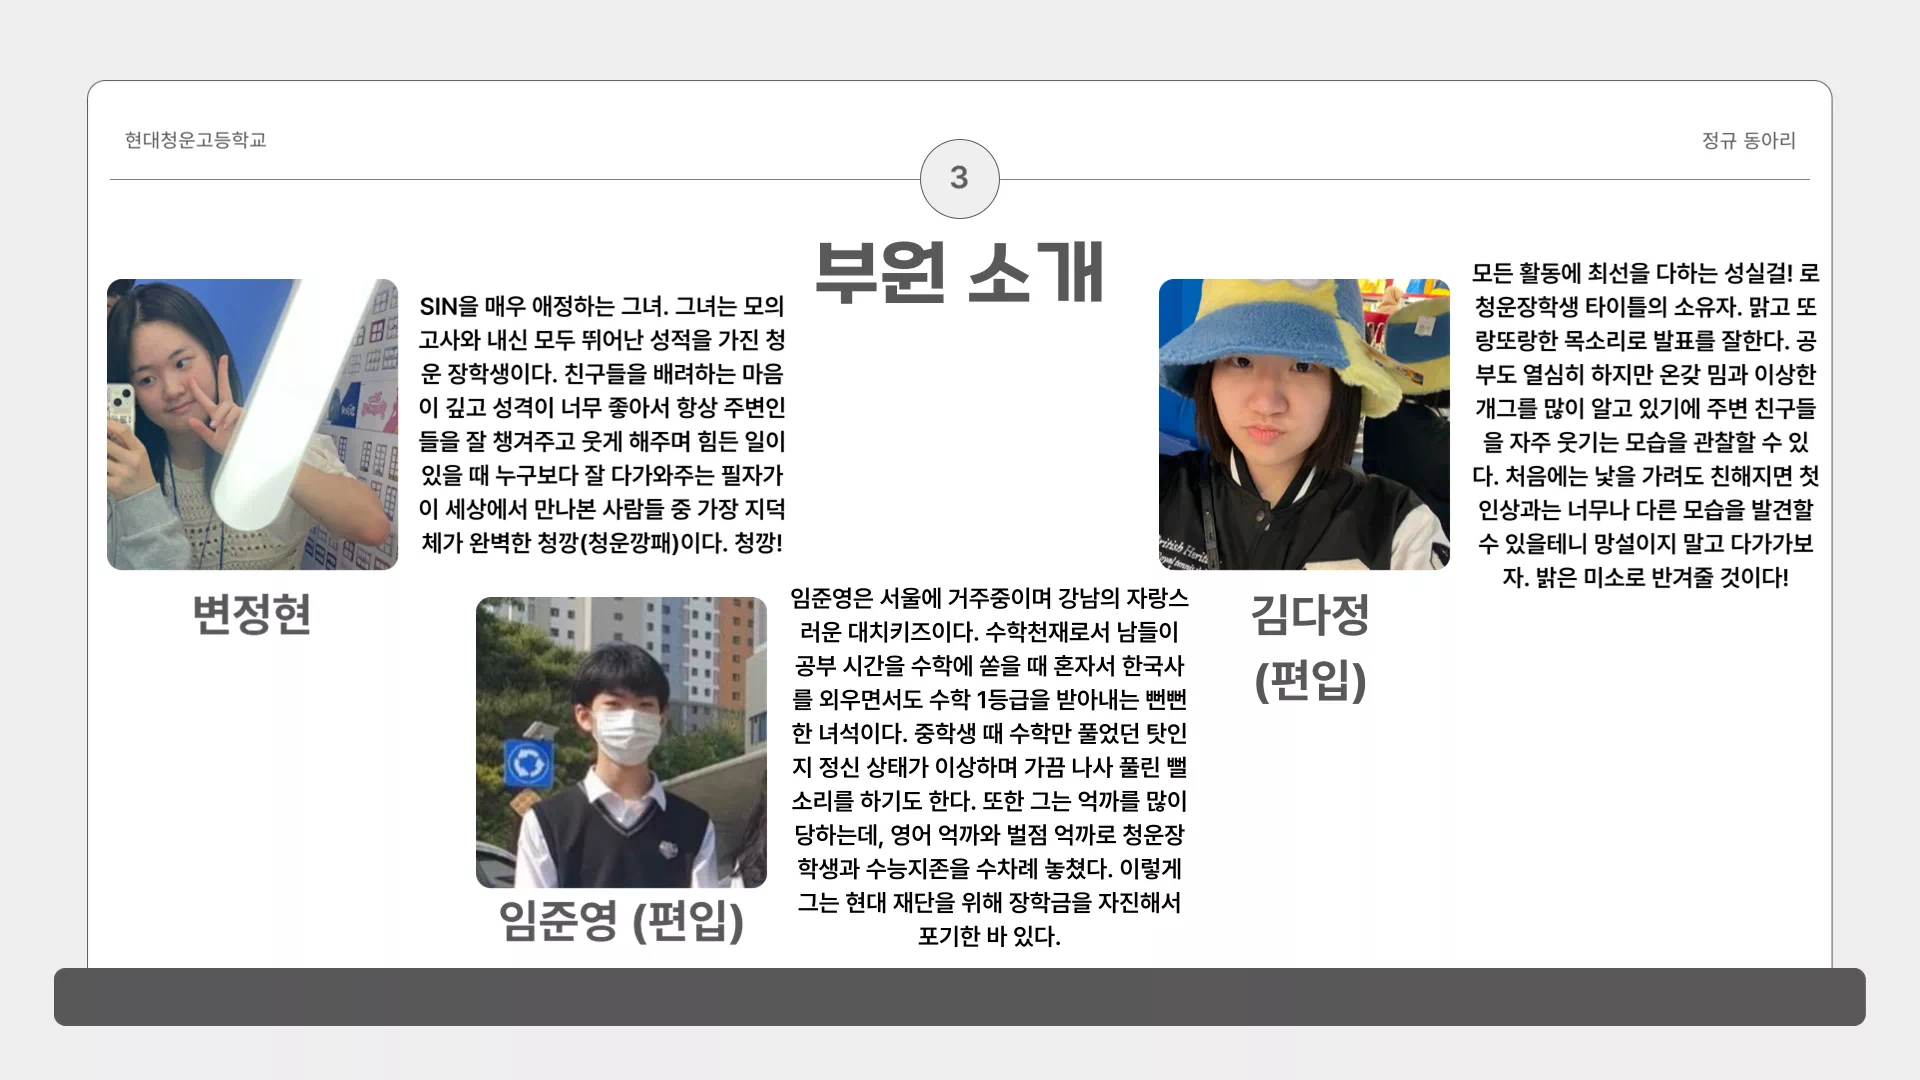 현대청운고등학교
정규 동아리
3
부원 소개
SIN을 매우 애정하는 그녀. 그녀는 모의
고사와 내신 모두 뛰어난 성적을 가진 청
운 장학생이다. 친구들을 배려하는 마음
이 깊고 성격이 너무 좋아서 항상 주변인
들을 잘 챙겨주고 웃게 해주며 힘든 일이
있을 때 누구보다 잘 다가와주는 필자가
이 세상에서 만나본 사람들 중 가장 지덕
체가 완벽한 청깡(청운깡패)이다. 청깡!
변정현
임준영은 서울에 거주중이며 강남의 자랑스
러운 대치키즈이다. 수학천재로서 남들이
공부 시간을 수학에 쏟을 때 혼자서 한국사
를 외우면서도 수학 1등급을 받아내는 뻔뻔
한 녀석이다. 중학생 때 수학만 풀었던 탓인
지 정신 상태가 이상하며 가끔 나사 풀린 뻘
소리를 하기도 한다. 또한 그는 억까를 많이
당하는데, 영어 억까와 벌점 억까로 청운장
학생과 수능지존을 수차례 놓쳤다. 이렇게
그는 현대 재단을 위해 장학금을 자진해서
포기한 바 있다.
임준영 (편입)
모든 활동에 최선을 다하는 성실걸! 로
청운장학생 타이틀의 소유자. 맑고 또
랑또랑한 목소리로 발표를 잘한다. 공
부도 열심히 하지만 온갖 밈과 이상한
개그를 많이 알고 있기에 주변 친구들
을 자주 웃기는 모습을 관찰할 수 있
다. 처음에는 낯을 가려도 친해지면 첫
인상과는 너무나 다른 모습을 발견할
수 있을테니 망설이지 말고 다가가보
자. 밝은 미소로 반겨줄 것이다!
김다정
(편입)